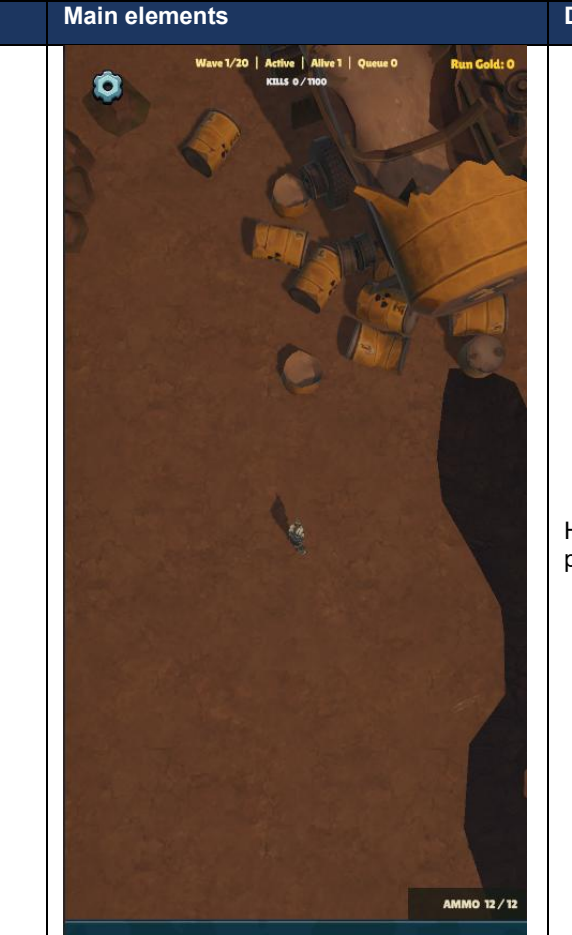 Main elements
D
Wave 1/20 | Active | Alive 1 | Queue 0
Run Gold: 0
KILLS 0 / 1100
H
p
AMMO 12 / 12